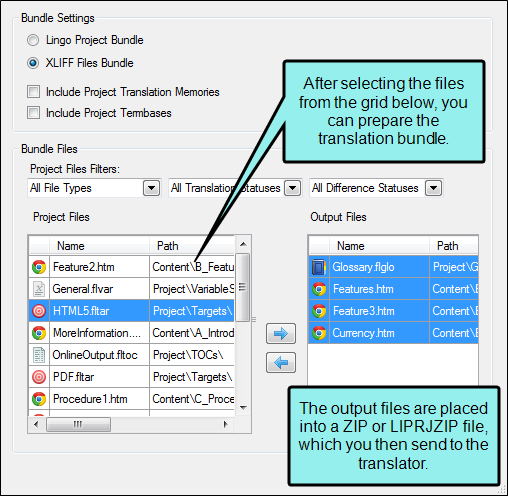 Bundle Settings
Lingo Project Bundle
XLIFF Files Bundle
Include Project Translation Memories
Include Project Termbases
After selecting the files
from the grid below, you
can prepare the
translation bundle.
Bundle Files
Project Files Filters:
All File Types All Translation Statuses All Difference Statuses
Project Files
Name Path
Feature2.htm Content\B_Featu
General.flvar Project\VariableS
HTML5.fltar Project\Targets\
MoreInformation.... Content\A_Introd
OnlineOutput.fltoc Project\TOCs\
PDF.fltar Project\Targets\
Procedure1.htm Content\C_Proce
Output Files
Name Path
Glossary.flglo Project\G
Features.htm Content\B
Feature3.htm Content\B
Currency.htm Content\E
The output files are placed
into a ZIP or LIPRJZIP file,
which you then send to the
translator.